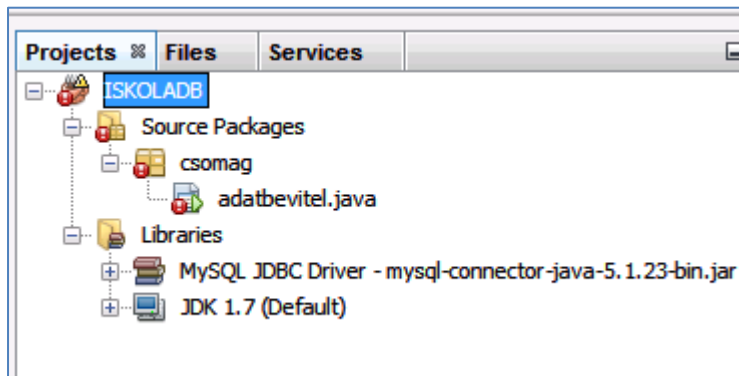 Projects Files Services
ISKOLADB
Source Packages
csomag
adatbevitel.java
Libraries
MySQL JDBC Driver - mysql-connector-java-5.1.23-bin.jar
JDK 1.7 (Default)